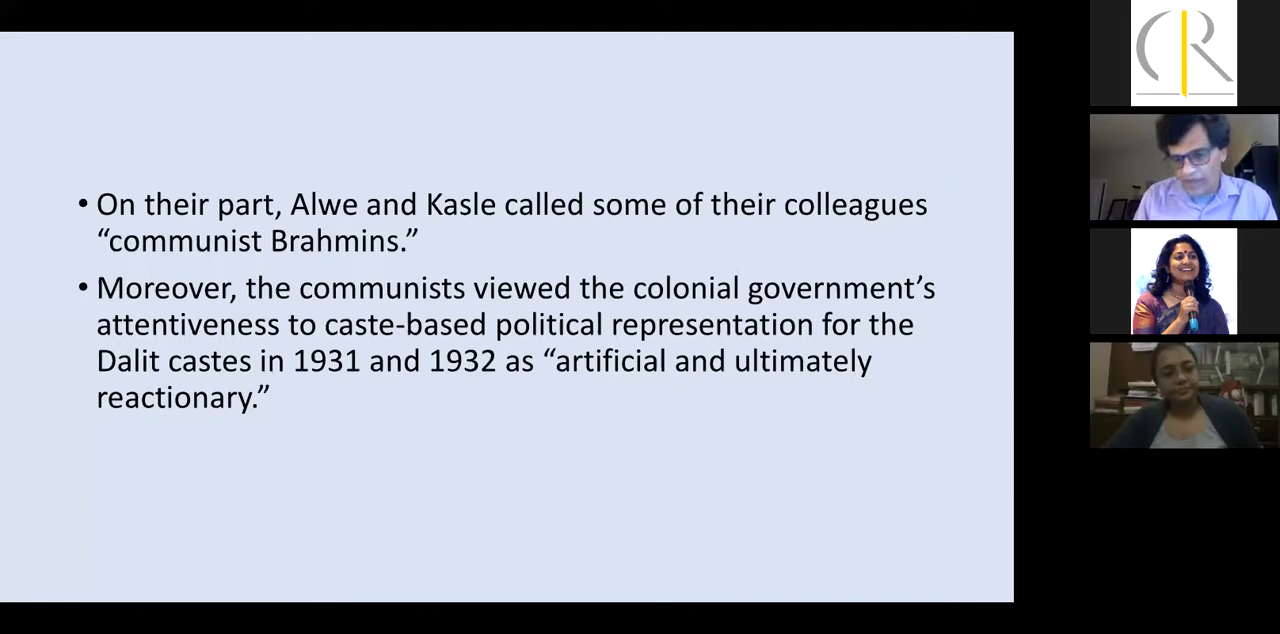 • On their part, Alwe and Kasle called some of their colleagues
“communist Brahmins.”
• Moreover, the communists viewed the colonial government’s
attentiveness to caste-based political representation for the
Dalit castes in 1931 and 1932 as “artificial and ultimately
reactionary.”
CR